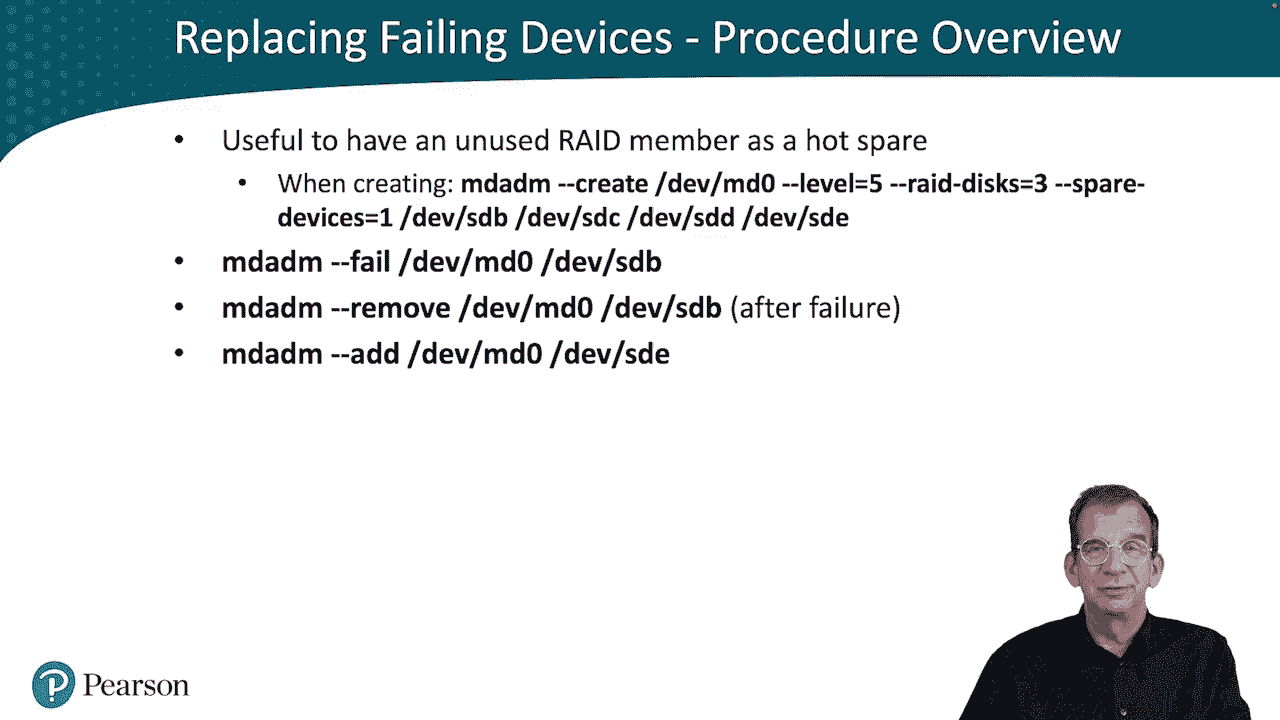 Replacing Failing Devices - Procedure Overview
• Useful to have an unused RAID member as a hot spare
• When creating: mdadm --create /dev/md0 --level=5 --raid-disks=3 --spare-
devices=1 /dev/sdb /dev/sdc /dev/sdd /dev/sde
• mdadm --fail /dev/md0 /dev/sdb
• mdadm --remove /dev/md0 /dev/sdb (after failure)
• mdadm --add /dev/md0 /dev/sde
Pearson